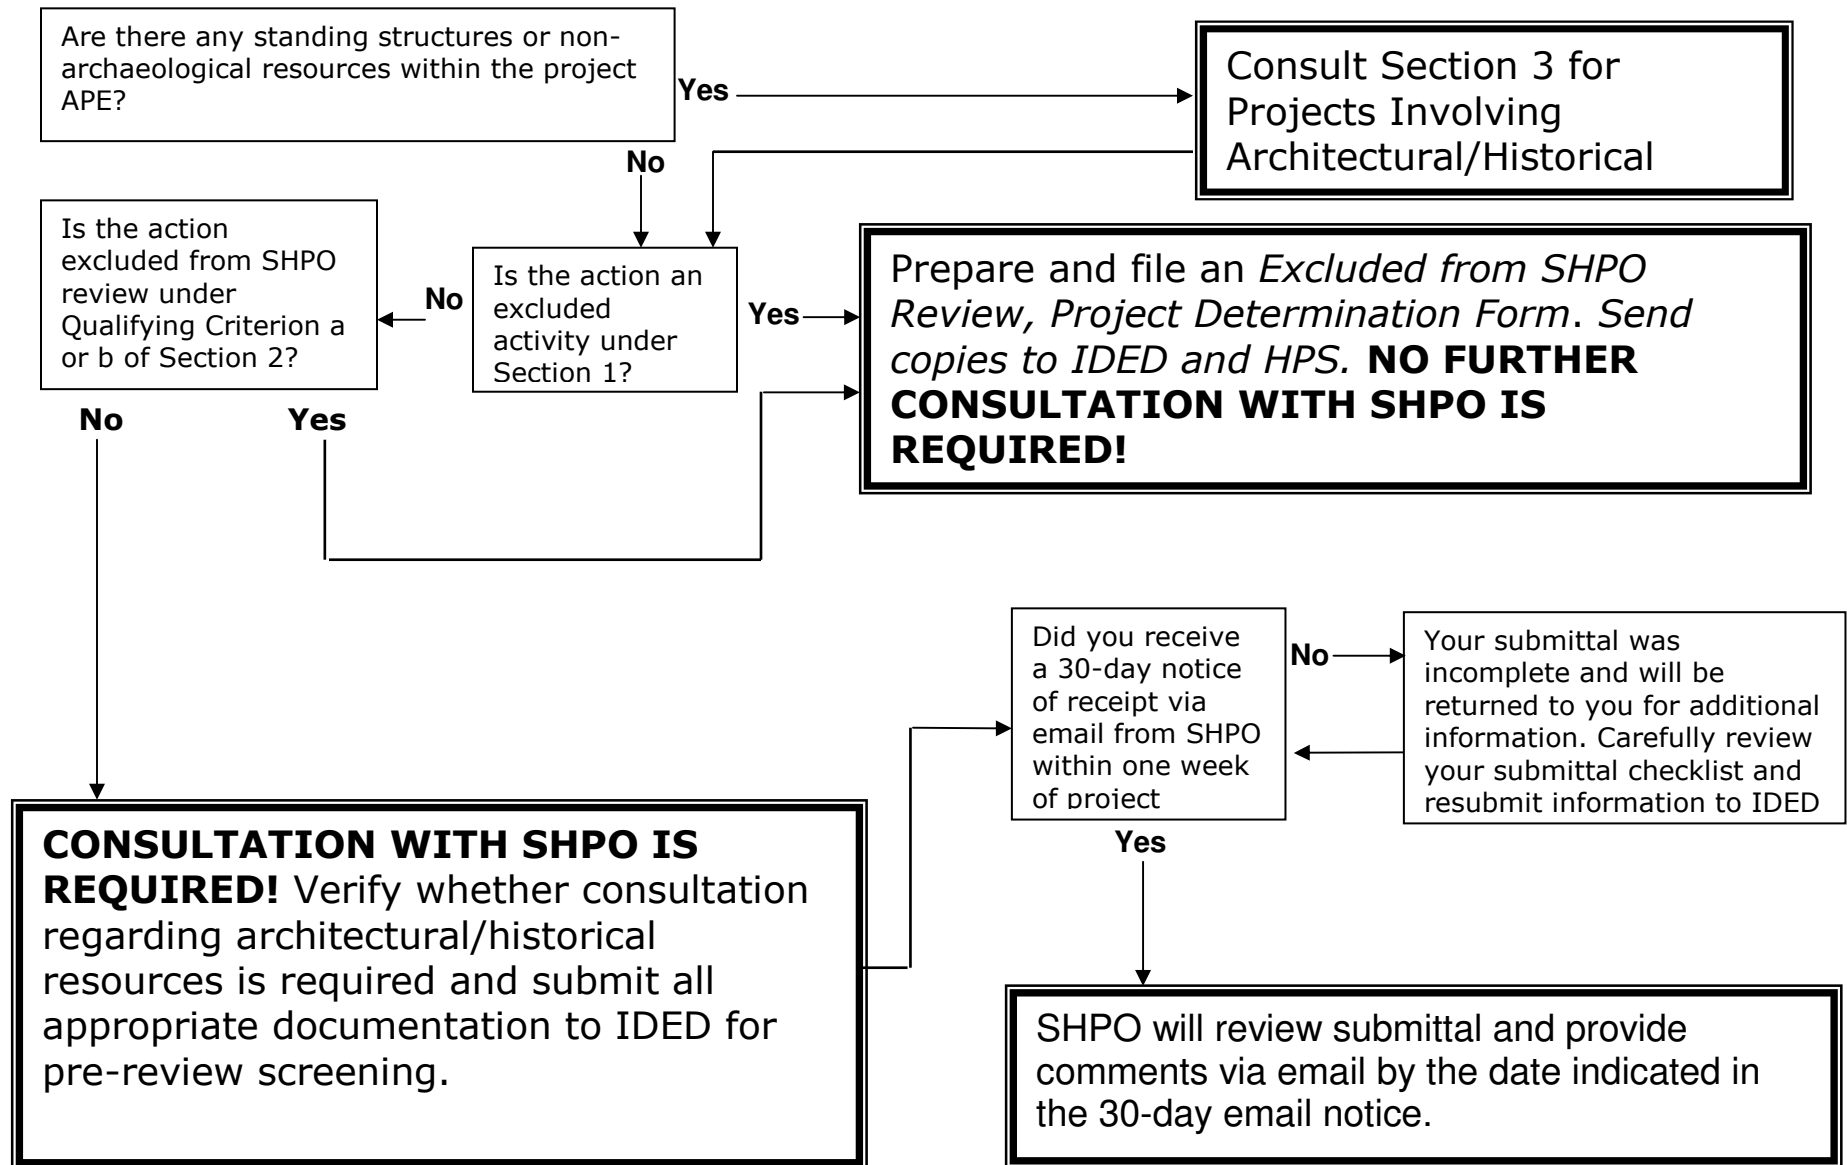 Are there any standing structures or non-
archaeological resources within the project
APE?
Yes
Consult Section 3 for
Projects Involving
Architectural/Historical
No
Is the action
excluded from SHPO
review under
Qualifying Criterion a
or b of Section 2?
No
Is the action an
excluded
activity under
Section 1?
Yes
Prepare and file an Excluded from SHPO
Review, Project Determination Form. Send
copies to IDED and HPS. NO FURTHER
CONSULTATION WITH SHPO IS
REQUIRED!
No
Yes
Did you receive
a 30-day notice
of receipt via
email from SHPO
within one week
of project
No
Your submittal was
incomplete and will be
returned to you for additional
information. Carefully review
your submittal checklist and
resubmit information to IDED
Yes
CONSULTATION WITH SHPO IS
REQUIRED! Verify whether consultation
regarding architectural/historical
resources is required and submit all
appropriate documentation to IDED for
pre-review screening.
SHPO will review submittal and provide
comments via email by the date indicated in
the 30-day email notice.